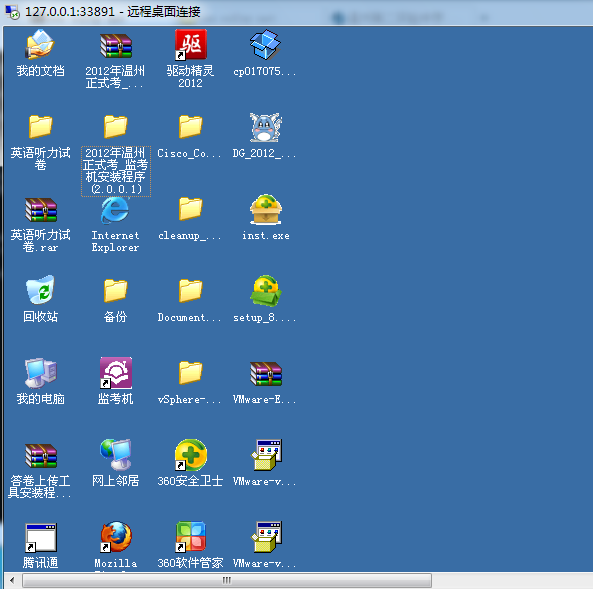 127.0.0.1:33891 - 远程桌面连接
我的文档
2012年温州
正式考_...
驱动精灵
2012
cp017075...
英语听力试
卷
2012年温州
正式考_监考
机安装程序
(2.0.0.1)
Cisco_Co...
DG_2012_...
英语听力试
卷.rar
Internet
Explorer
cleanup_...
inst.exe
回收站
备份
Document...
setup_8....
我的电脑
监考机
vSphere-...
VMware-E...
答卷上传工
具安装程...
网上邻居
360安全卫士
VMware-v...
腾讯通
Mozilla
360软件管家
VMware-v...